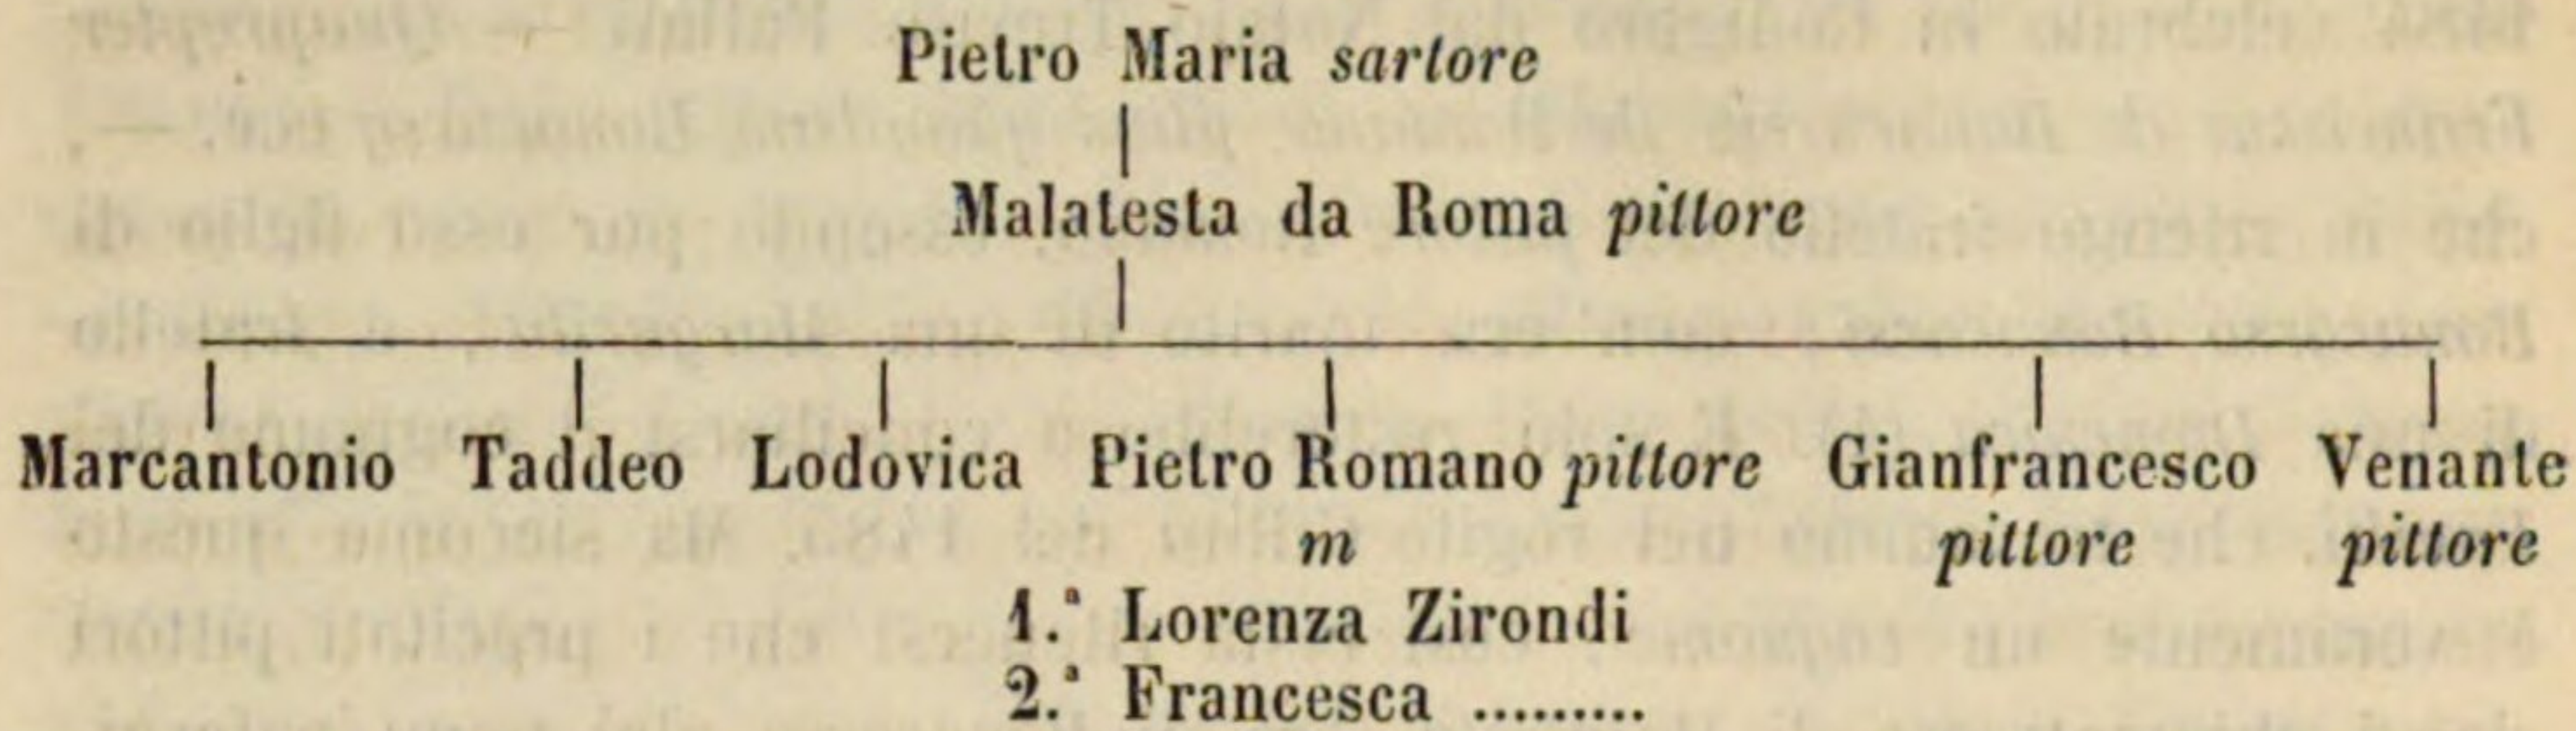 Pietro Maria sartore
Malatesta da Roma pittore
Marcantonio Taddeo Lodovica Pietro Romano pittore Gianfrancesco Venante
m pittore pittore
1.ª Lorenza Zirondi
2.ª Francesca .........